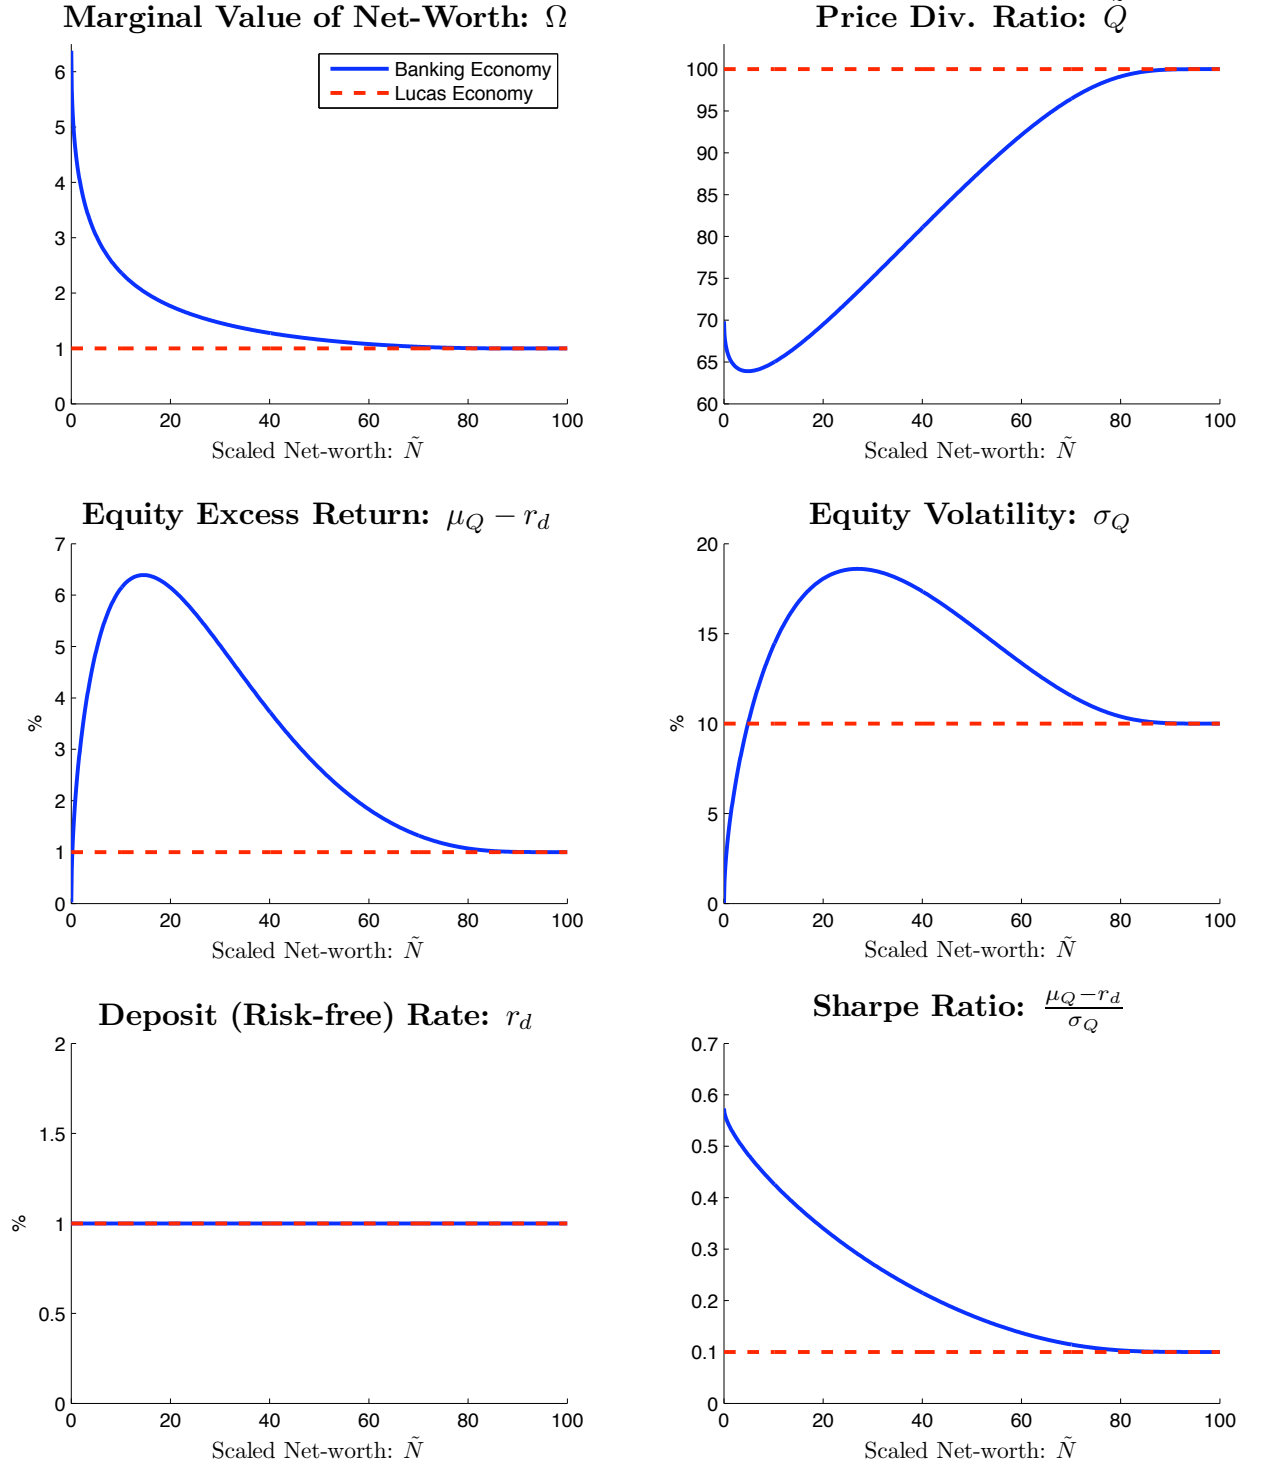 Marginal Value of Net-Worth: Ω
6
5
4
3
2
1
0
0 20 40 60 80 100
Banking Economy
Lucas Economy
Scaled Net-worth: Ñ
Price Div. Ratio: Q̃
100
95
90
85
80
75
70
65
60
0 20 40 60 80 100
Scaled Net-worth: Ñ
Equity Excess Return: μ_Q − r_d
7
6
5
4
3
2
1
0
%
0 20 40 60 80 100
Scaled Net-worth: Ñ
Equity Volatility: σ_Q
20
15
10
5
0
%
0 20 40 60 80 100
Scaled Net-worth: Ñ
Deposit (Risk-free) Rate: r_d
2
1.5
1
0.5
0
%
0 20 40 60 80 100
Scaled Net-worth: Ñ
Sharpe Ratio: (μ_Q − r_d)/σ_Q
0.7
0.6
0.5
0.4
0.3
0.2
0.1
0
0 20 40 60 80 100
Scaled Net-worth: Ñ